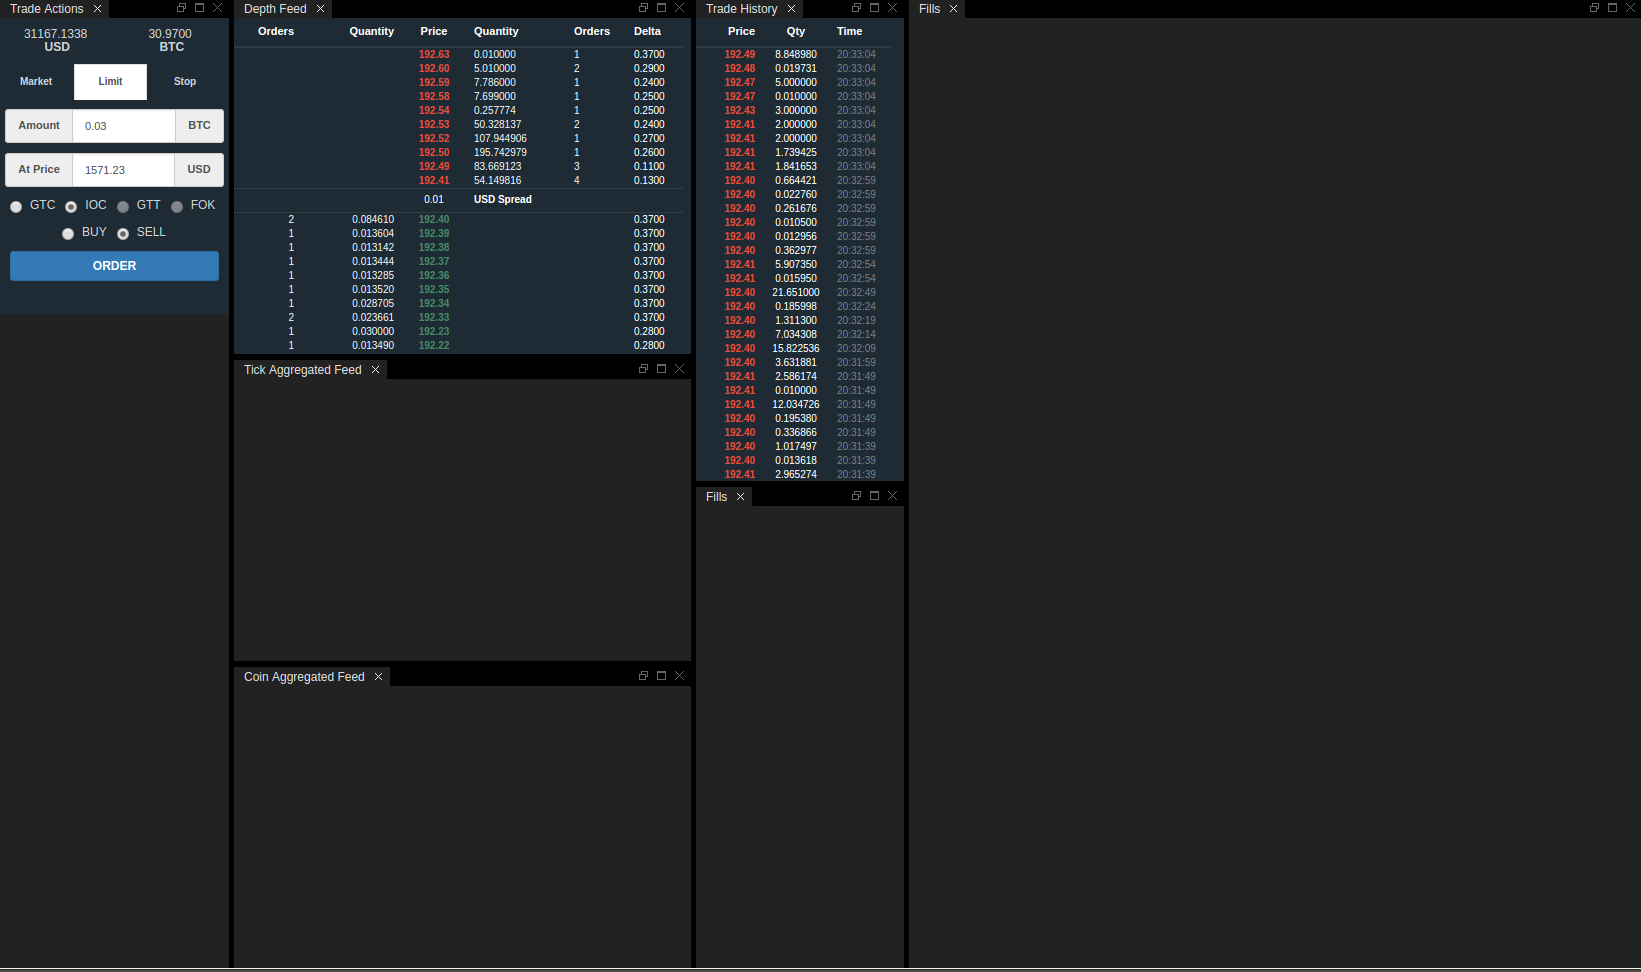 Trade Actions
31167.1338 30.9700
USD BTC
Market Limit Stop
Amount 0.03 BTC
At Price 1571.23 USD
GTC IOC GTT FOK
BUY SELL
ORDER
Depth Feed
Orders Quantity Price Quantity Orders Delta
192.63 0.010000 1 0.3700
192.60 5.010000 2 0.2900
192.59 7.786000 1 0.2400
192.58 7.699000 1 0.2500
192.54 0.257774 1 0.2500
192.53 50.328137 2 0.2400
192.52 107.944906 1 0.2700
192.50 195.742979 1 0.2600
192.49 83.669123 3 0.1100
192.41 54.149816 4 0.1300
0.01 USD Spread
2 0.084610 192.40 0.3700
1 0.013604 192.39 0.3700
1 0.013142 192.38 0.3700
1 0.013444 192.37 0.3700
1 0.013285 192.36 0.3700
1 0.013520 192.35 0.3700
1 0.028705 192.34 0.3700
2 0.023661 192.33 0.3700
1 0.030000 192.23 0.2800
1 0.013490 192.22 0.2800
Tick Aggregated Feed
Coin Aggregated Feed
Trade History
Price Qty Time
192.49 8.848980 20:33:04
192.48 0.019731 20:33:04
192.47 5.000000 20:33:04
192.47 0.010000 20:33:04
192.43 3.000000 20:33:04
192.41 2.000000 20:33:04
192.41 2.000000 20:33:04
192.41 1.739425 20:33:04
192.41 1.841653 20:33:04
192.40 0.664421 20:32:59
192.40 0.022760 20:32:59
192.40 0.261676 20:32:59
192.40 0.010500 20:32:59
192.40 0.012956 20:32:59
192.40 0.362977 20:32:59
192.41 5.907350 20:32:54
192.41 0.015950 20:32:54
192.40 21.651000 20:32:49
192.40 0.185998 20:32:24
192.40 1.311300 20:32:19
192.40 7.034308 20:32:14
192.40 15.822536 20:32:09
192.40 3.631881 20:31:59
192.41 2.586174 20:31:49
192.41 0.010000 20:31:49
192.41 12.034726 20:31:49
192.40 0.195380 20:31:49
192.40 0.336866 20:31:49
192.40 1.017497 20:31:39
192.40 0.013618 20:31:39
192.41 2.965274 20:31:39
Fills
Fills